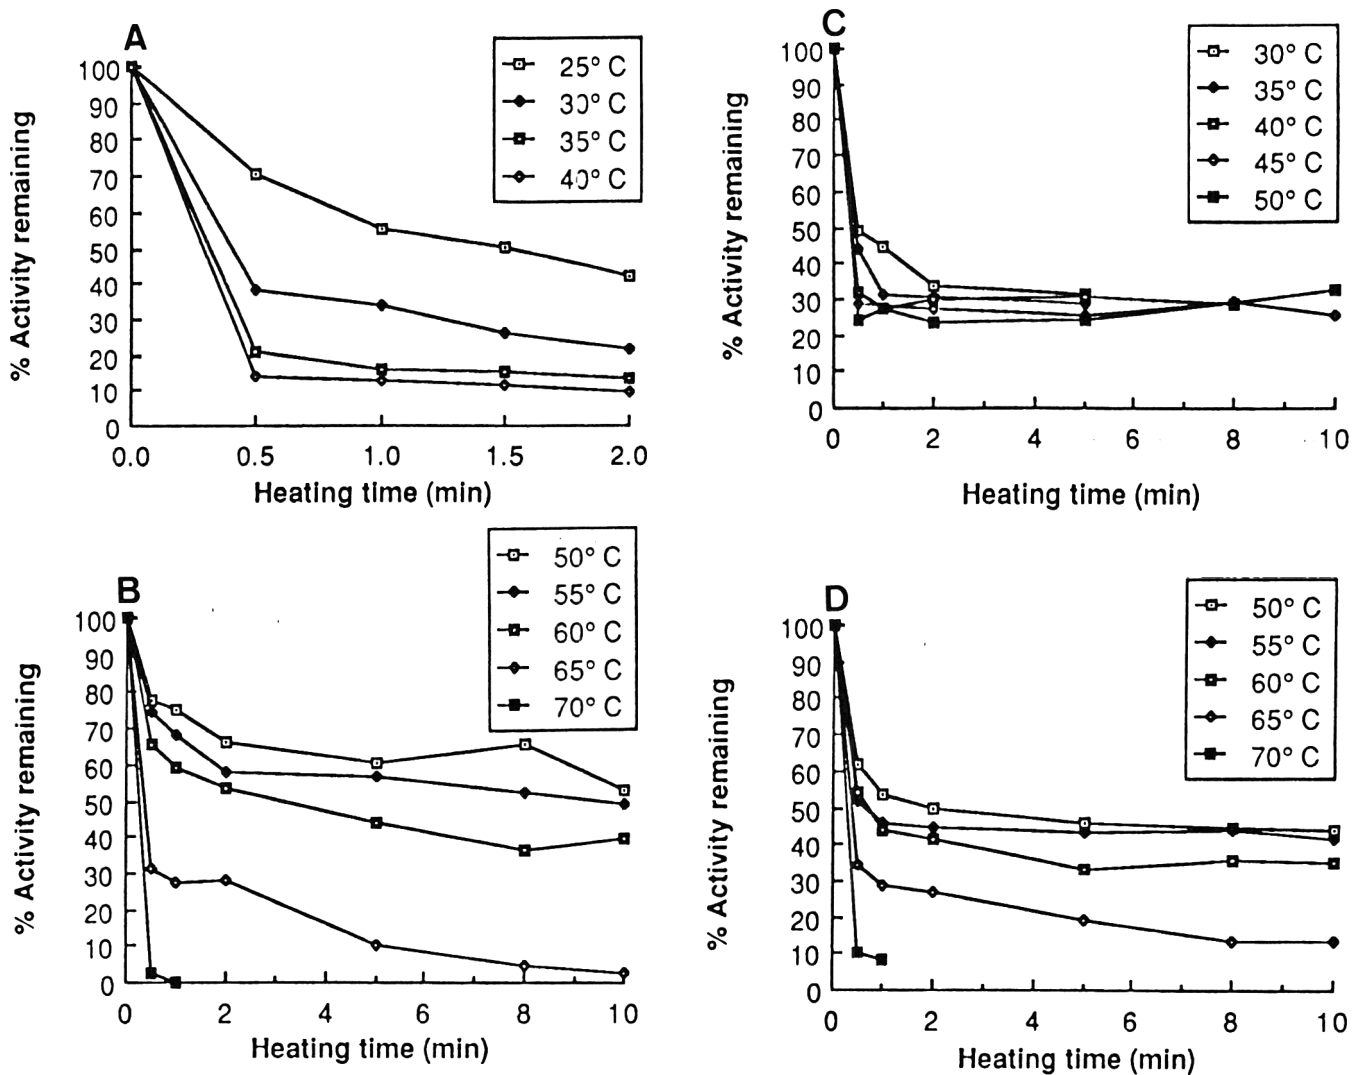 A
% Activity remaining
100
90
80
70
60
50
40
30
20
10
0
0.0 0.5 1.0 1.5 2.0
Heating time (min)
25° C
30° C
35° C
40° C
C
% Activity remaining
100
90
80
70
60
50
40
30
20
10
0
0 2 4 6 8 10
Heating time (min)
30° C
35° C
40° C
45° C
50° C
B
% Activity remaining
100
90
80
70
60
50
40
30
20
10
0
0 2 4 6 8 10
Heating time (min)
50° C
55° C
60° C
65° C
70° C
D
% Activity remaining
100
90
80
70
60
50
40
30
20
10
0
0 2 4 6 8 10
Heating time (min)
50° C
55° C
60° C
65° C
70° C